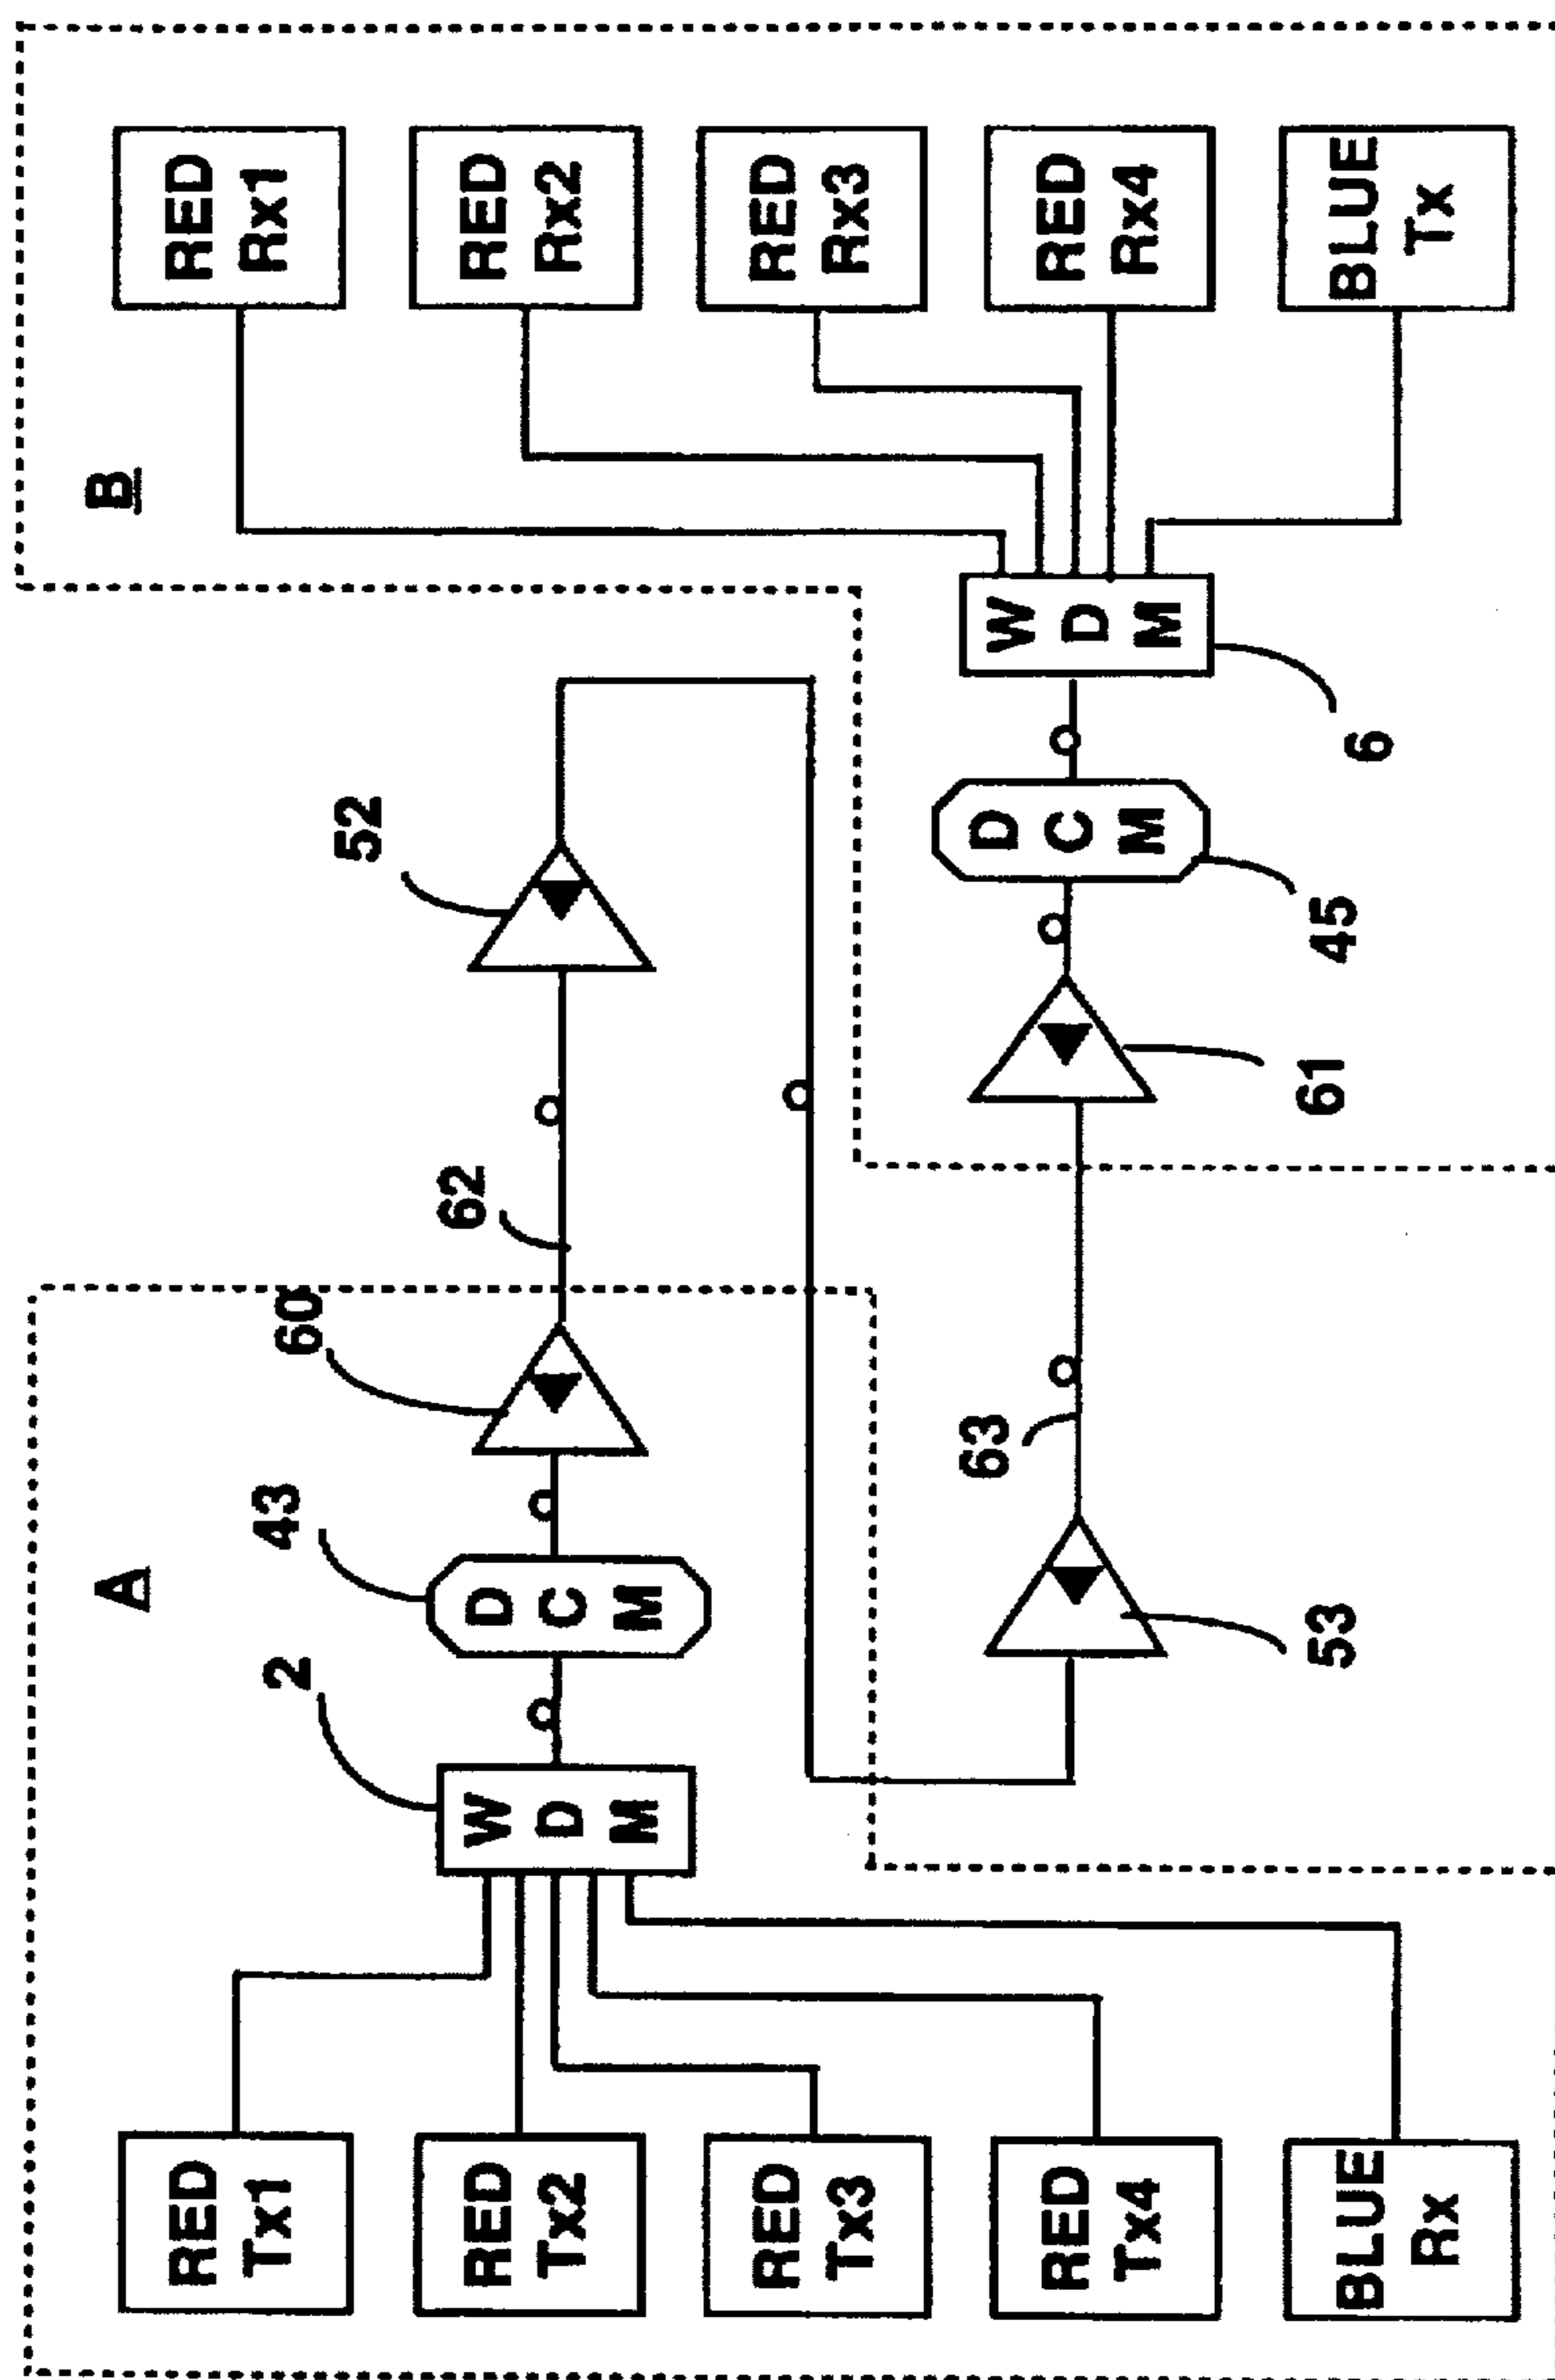 A
B
RED
Tx1
RED
Tx2
RED
Tx3
RED
Tx4
BLUE
Rx
2
W
D
M
43
D
C
M
60
62
52
53
63
61
45
D
C
M
6
W
D
M
RED
Rx1
RED
Rx2
RED
Rx3
RED
Rx4
BLUE
Tx